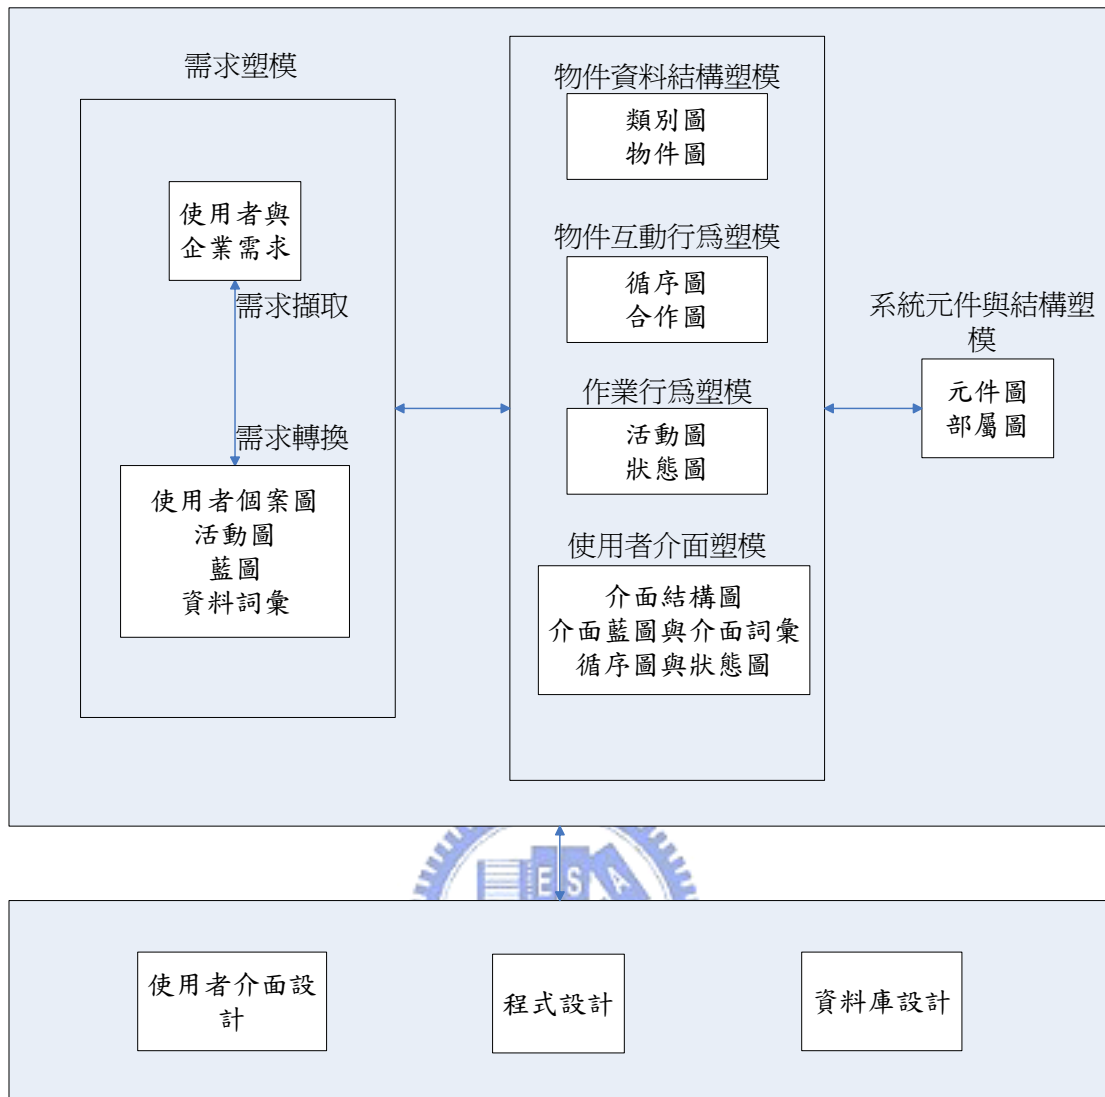 需求塑模
使用者與
企業需求
需求擷取
需求轉換
使用者個案圖
活動圖
藍圖
資料詞彙
物件資料結構塑模
類別圖
物件圖
物件互動行為塑模
循序圖
合作圖
作業行為塑模
活動圖
狀態圖
使用者介面塑模
介面結構圖
介面藍圖與介面詞彙
循序圖與狀態圖
系統元件與結構塑
模
元件圖
部屬圖
ESA
使用者介面設
計
程式設計
資料庫設計